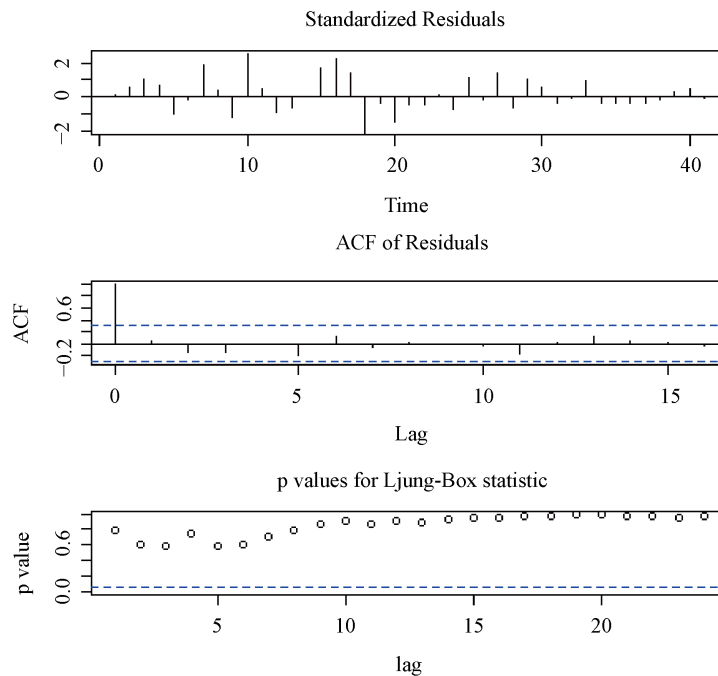 Standardized Residuals
2
0
−2
0 10 20 30 40
Time
ACF of Residuals
ACF
0.6
−0.2
0 5 10 15
Lag
p values for Ljung-Box statistic
p value
0.6
0.0
5 10 15 20
lag